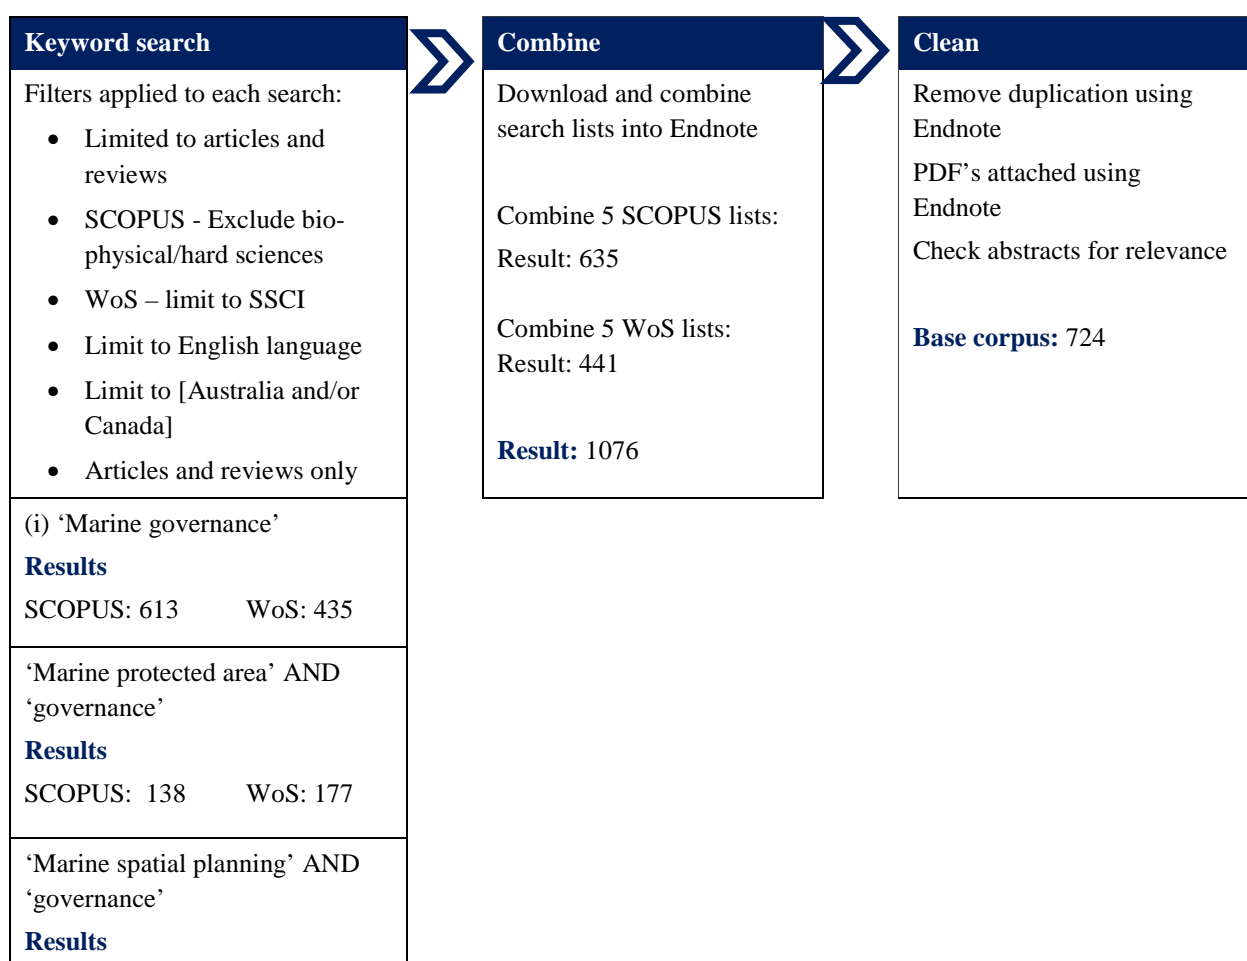 Keyword search
Filters applied to each search:
• Limited to articles and
reviews
• SCOPUS - Exclude bio-
physical/hard sciences
• WoS – limit to SSCI
• Limit to English language
• Limit to [Australia and/or
Canada]
• Articles and reviews only
(i) ‘Marine governance’
Results
SCOPUS: 613 WoS: 435
‘Marine protected area’ AND
‘governance’
Results
SCOPUS: 138 WoS: 177
‘Marine spatial planning’ AND
‘governance’
Results
Combine
Download and combine
search lists into Endnote
Combine 5 SCOPUS lists:
Result: 635
Combine 5 WoS lists:
Result: 441
Result: 1076
Clean
Remove duplication using
Endnote
PDF’s attached using
Endnote
Check abstracts for relevance
Base corpus: 724